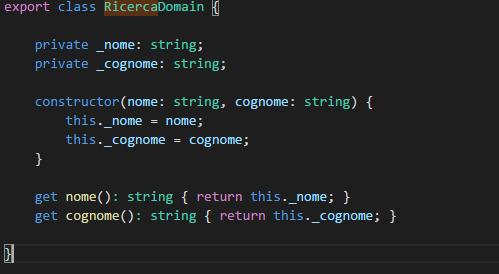 export class RicercaDomain {
private _nome: string;
private _cognome: string;
constructor(nome: string, cognome: string) {
this._nome = nome;
this._cognome = cognome;
}
get nome(): string { return this._nome; }
get cognome(): string { return this._cognome; }
}